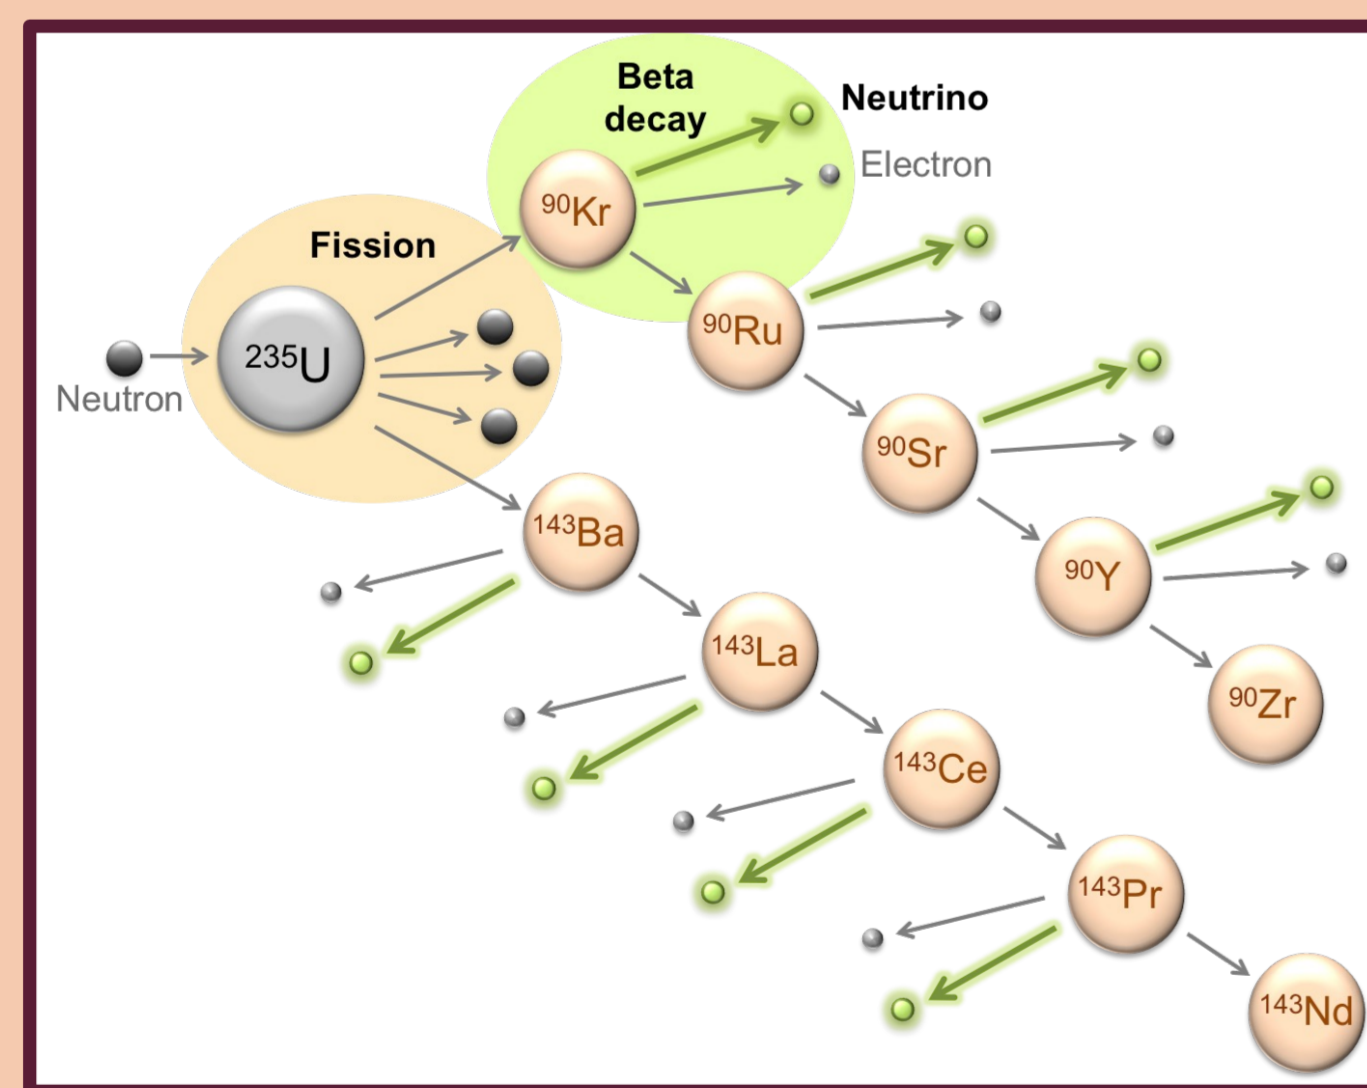 Beta
decay
Neutrino
Electron
⁹⁰Kr
Fission
⁹⁰Ru
²³⁵U
Neutron
⁹⁰Sr
¹⁴³Ba
⁹⁰Y
¹⁴³La
⁹⁰Zr
¹⁴³Ce
¹⁴³Pr
¹⁴³Nd